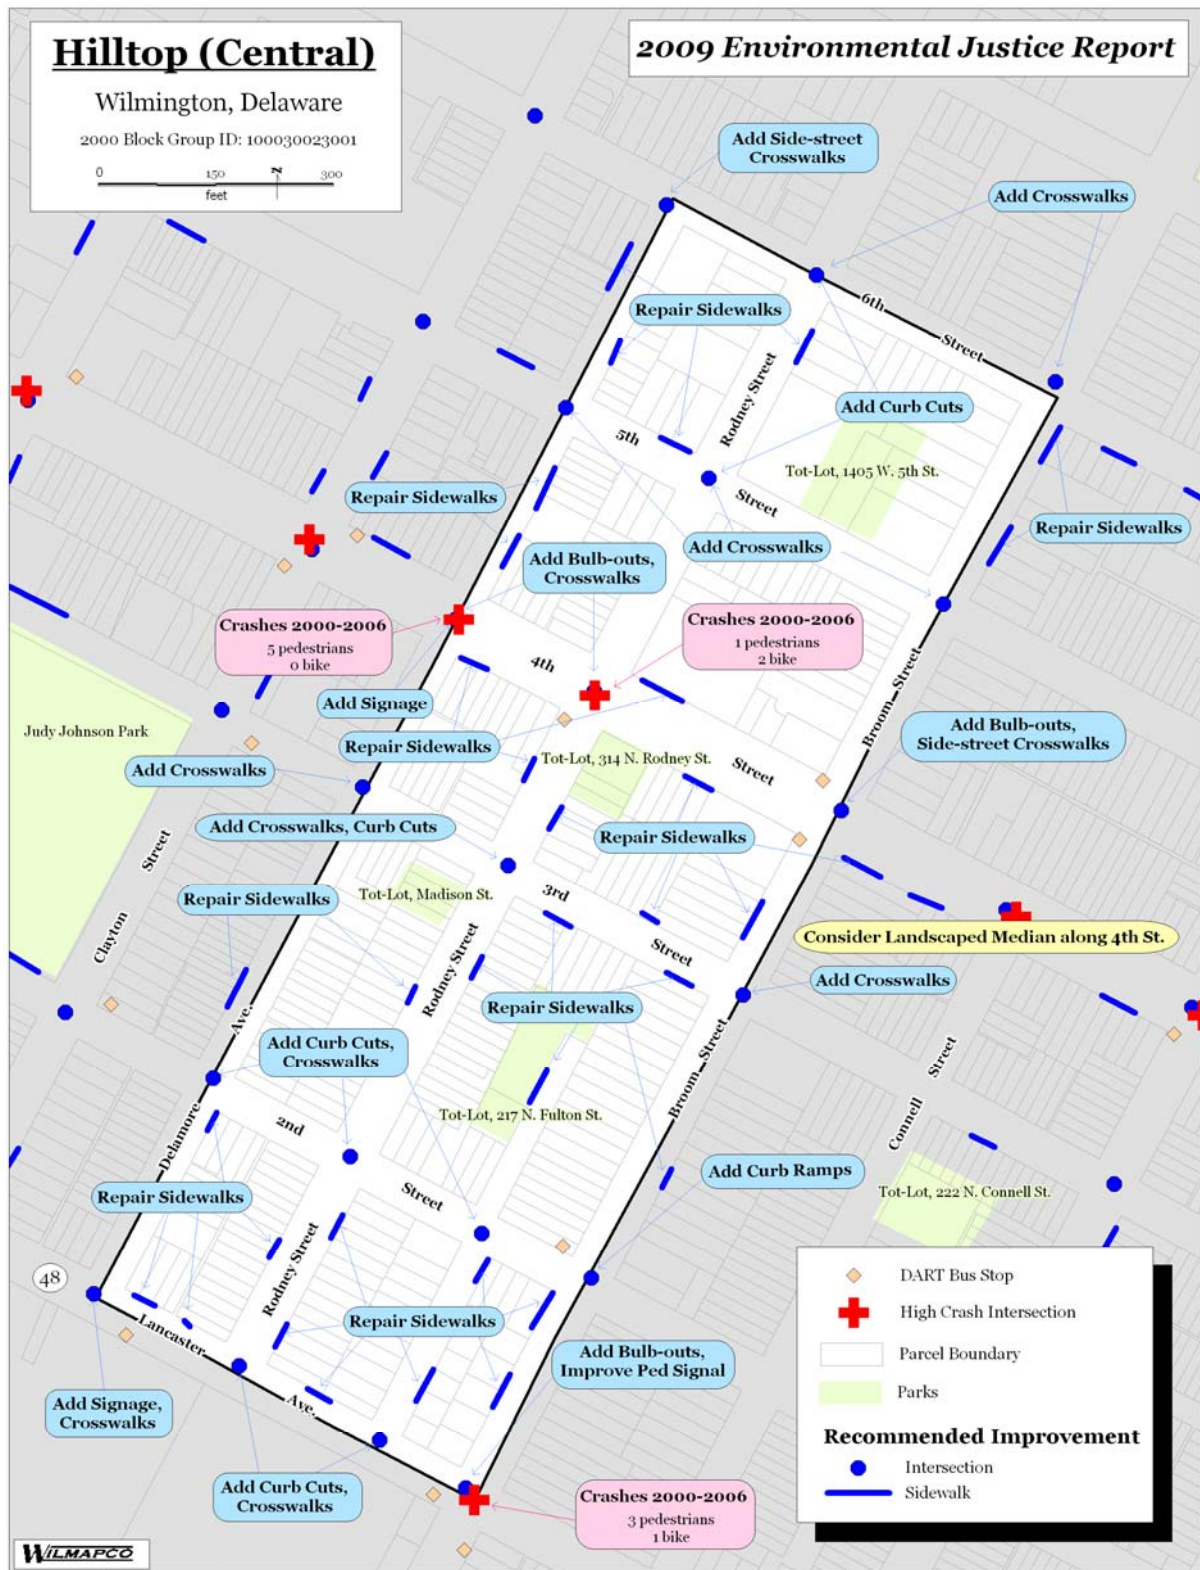 Hilltop (Central)
Wilmington, Delaware
2000 Block Group ID: 100030023001
0 150 N 300
feet
2009 Environmental Justice Report
Add Side-street
Crosswalks
Add Crosswalks
6th
Street
Repair Sidewalks
Rodney Street
Add Curb Cuts
5th
Street
Tot-Lot, 1405 W. 5th St.
Repair Sidewalks
Repair Sidewalks
Add Bulb-outs,
Crosswalks
Add Crosswalks
Crashes 2000-2006
5 pedestrians
0 bike
Crashes 2000-2006
1 pedestrians
2 bike
4th
Street
Broom Street
Add Signage
Judy Johnson Park
Repair Sidewalks
Add Bulb-outs,
Side-street Crosswalks
Tot-Lot, 314 N. Rodney St.
Add Crosswalks
Add Crosswalks, Curb Cuts
Repair Sidewalks
Clayton Street
Repair Sidewalks
Tot-Lot, Madison St.
3rd
Street
Consider Landscaped Median along 4th St.
Rodney Street
Add Crosswalks
Repair Sidewalks
Add Curb Cuts,
Crosswalks
Broom Street
Connell Street
Delamore Ave.
2nd
Street
Tot-Lot, 217 N. Fulton St.
Add Curb Ramps
Repair Sidewalks
Tot-Lot, 222 N. Connell St.
Rodney Street
48
Lancaster Ave.
Repair Sidewalks
Add Bulb-outs,
Improve Ped Signal
Add Signage,
Crosswalks
Add Curb Cuts,
Crosswalks
Crashes 2000-2006
3 pedestrians
1 bike
DART Bus Stop
High Crash Intersection
Parcel Boundary
Parks
Recommended Improvement
Intersection
Sidewalk
WILMAPCO